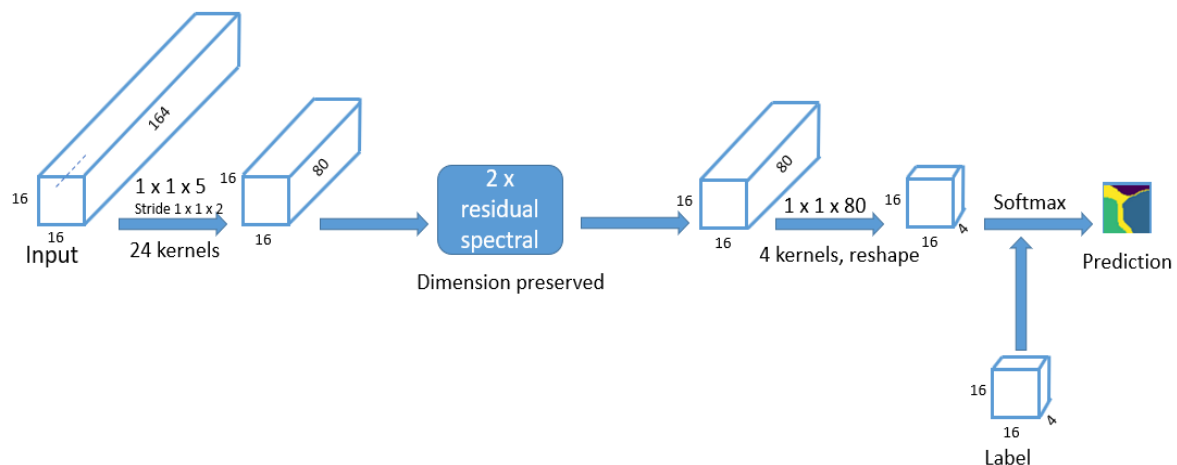 164
16
16
Input
1 x 1 x 5
Stride 1 x 1 x 2
24 kernels
80
16
16
2 x
residual
spectral
Dimension preserved
80
16
16
1 x 1 x 80
4 kernels, reshape
16
16
4
Softmax
Prediction
16
16
4
Label